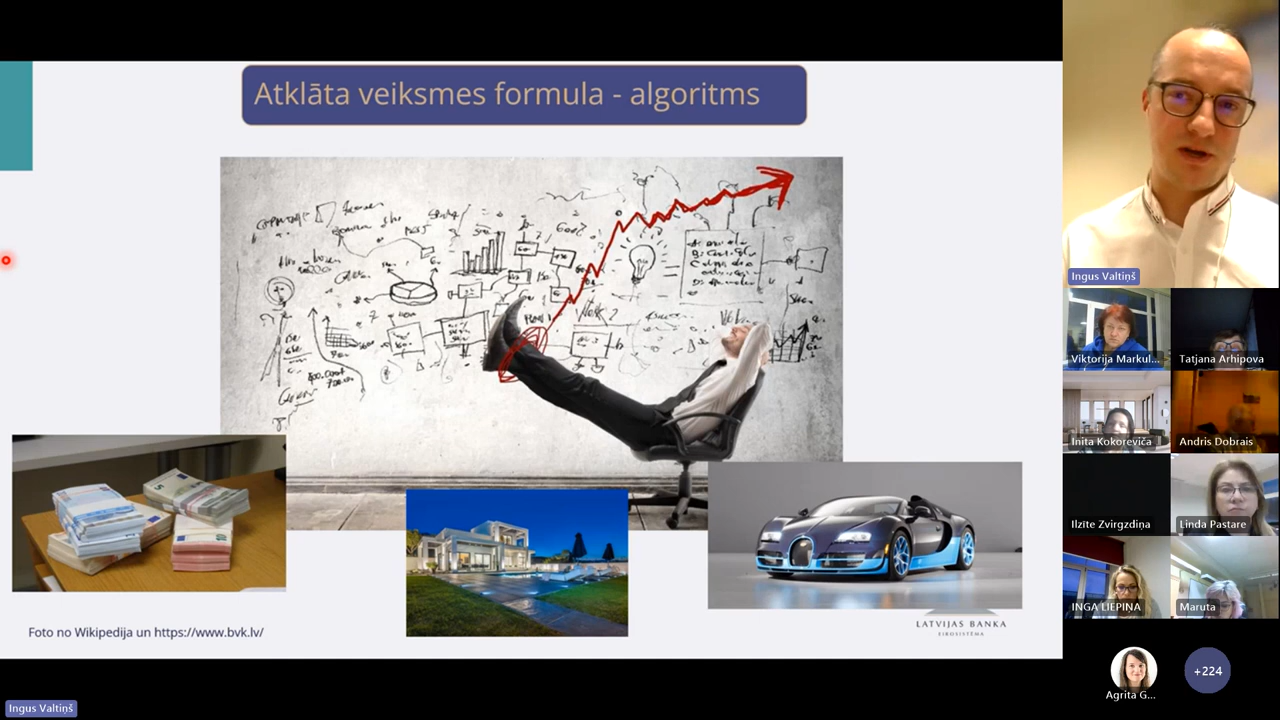 Atklāta veiksmes formula - algoritms
Foto no Wikipedija un https://www.bvk.lv/
LATVIJAS BANKA
EIROSISTĒMA
Ingus Valtiņš
Viktorija Markul...
Tatjana Arhipova
Inita Kokoreviča
Andris Dobrais
Ilzīte Zvirgzdiņa
Linda Pastare
INGA LIEPIŅA
Maruta
Agrita G...
+224
Ingus Valtiņš